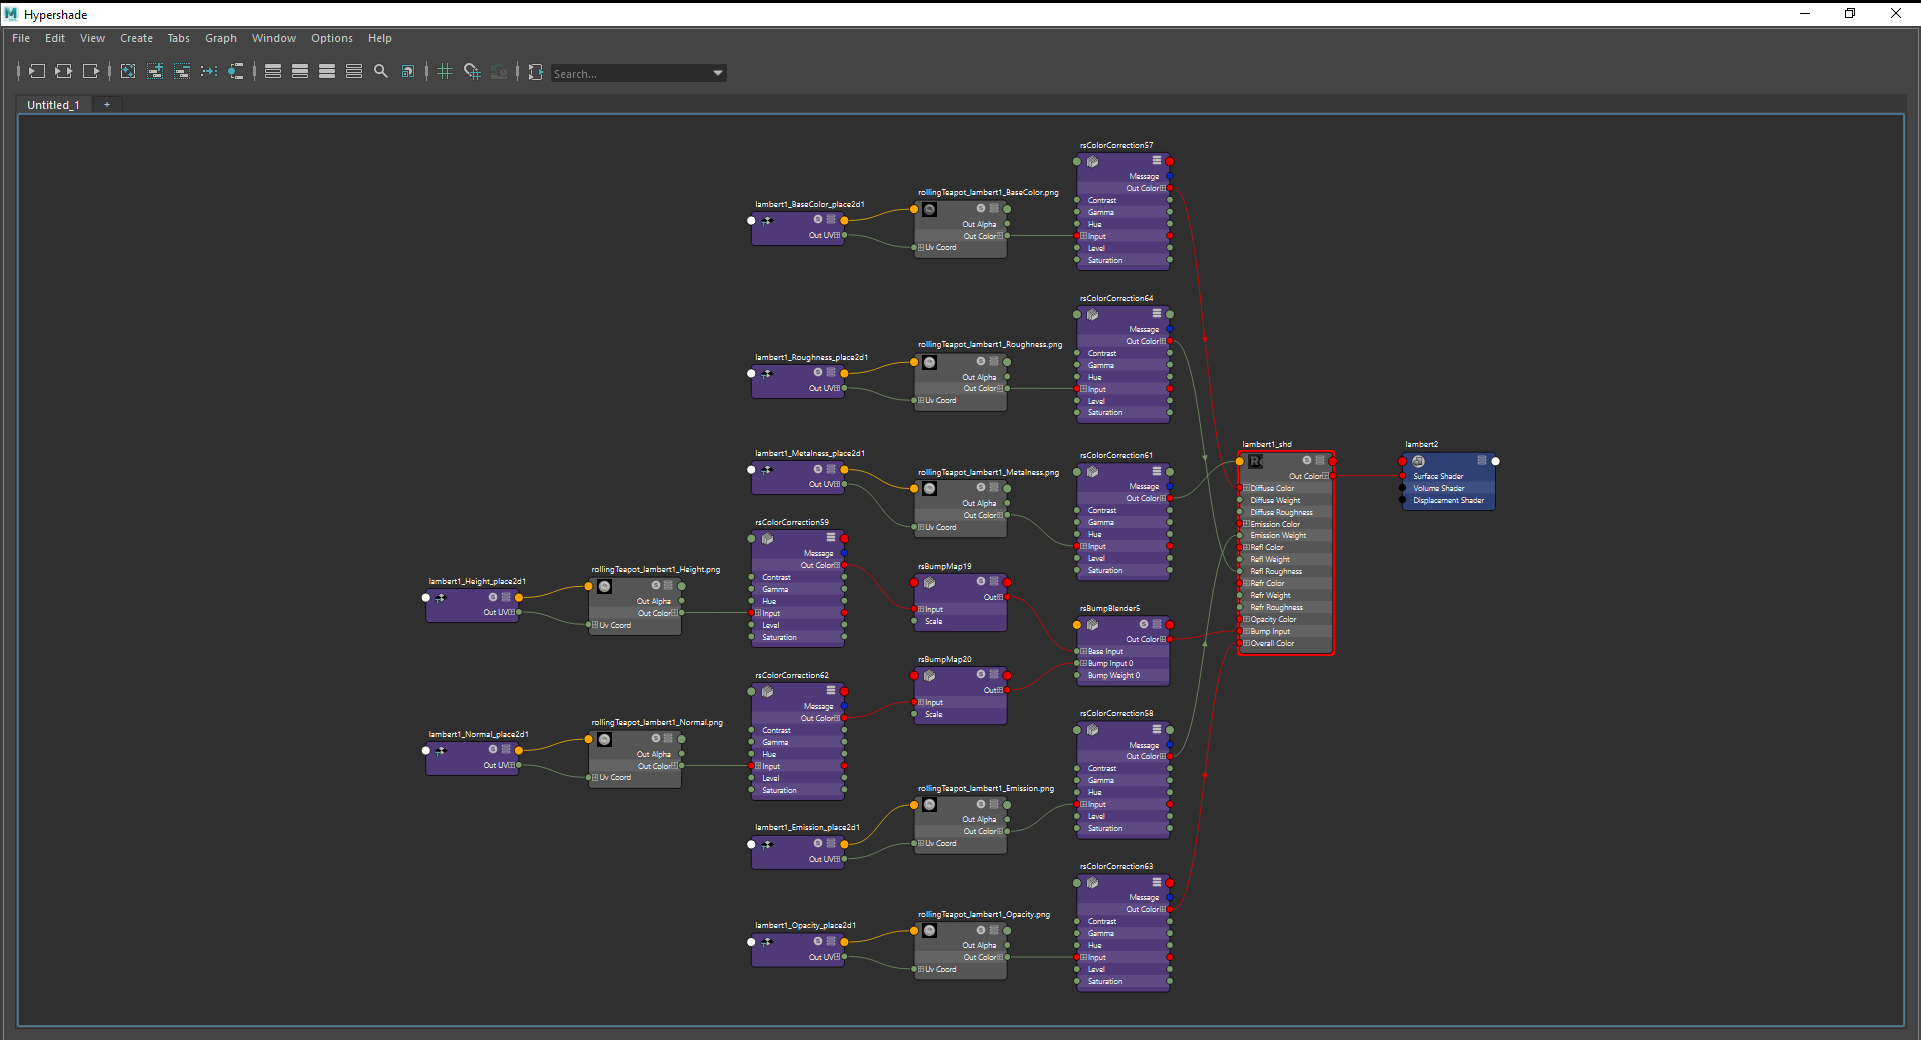 Hypershade
File Edit View Create Tabs Graph Window Options Help
Search...
Untitled_1 +
rsColorCorrection57
Message
Out Color
Contrast
Gamma
Hue
Input
Level
Saturation
rollingTeapot_lambert1_BaseColor.png
Out Alpha
Out Color
Uv Coord
lambert1_BaseColor_place2d1
Out UV
rsColorCorrection64
Message
Out Color
Contrast
Gamma
Hue
Input
Level
Saturation
rollingTeapot_lambert1_Roughness.png
Out Alpha
Out Color
Uv Coord
lambert1_Roughness_place2d1
Out UV
lambert1_Metalness_place2d1
Out UV
rollingTeapot_lambert1_Metalness.png
Out Alpha
Out Color
Uv Coord
rsColorCorrection61
Message
Out Color
Contrast
Gamma
Hue
Input
Level
Saturation
lambert1_shd
Out Color
Diffuse Color
Diffuse Weight
Diffuse Roughness
Emission Color
Emission Weight
Refl Color
Refl Weight
Refl Roughness
Refr Color
Refr Weight
Refr Roughness
Opacity Color
Bump Input
Overall Color
lambert2
Surface Shader
Volume Shader
Displacement Shader
lambert1_Height_place2d1
Out UV
rollingTeapot_lambert1_Height.png
Out Alpha
Out Color
Uv Coord
rsColorCorrection59
Message
Out Color
Contrast
Gamma
Hue
Input
Level
Saturation
rsBumpMap19
Out
Input
Scale
rsBumpBlender5
Out Color
Base Input
Bump Input 0
Bump Weight 0
rsBumpMap20
Out
Input
Scale
lambert1_Normal_place2d1
Out UV
rollingTeapot_lambert1_Normal.png
Out Alpha
Out Color
Uv Coord
rsColorCorrection62
Message
Out Color
Contrast
Gamma
Hue
Input
Level
Saturation
rsColorCorrection58
Message
Out Color
Contrast
Gamma
Hue
Input
Level
Saturation
rollingTeapot_lambert1_Emission.png
Out Alpha
Out Color
Uv Coord
lambert1_Emission_place2d1
Out UV
rsColorCorrection63
Message
Out Color
Contrast
Gamma
Hue
Input
Level
Saturation
rollingTeapot_lambert1_Opacity.png
Out Alpha
Out Color
Uv Coord
lambert1_Opacity_place2d1
Out UV